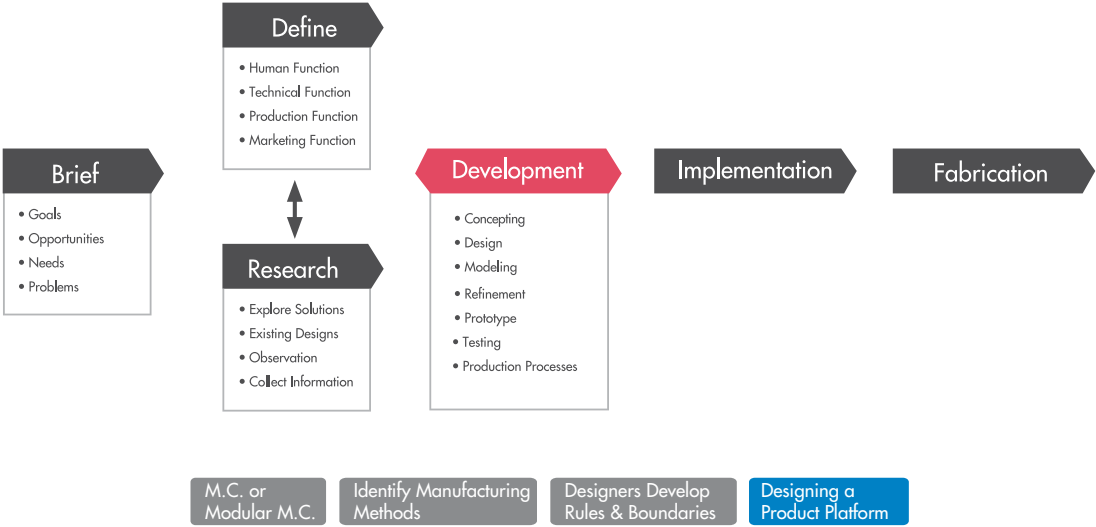 Brief
• Goals
• Opportunities
• Needs
• Problems
Define
• Human Function
• Technical Function
• Production Function
• Marketing Function
Research
• Explore Solutions
• Existing Designs
• Observation
• Collect Information
Development
• Concepting
• Design
• Modeling
• Refinement
• Prototype
• Testing
• Production Processes
Implementation
Fabrication
M.C. or
Modular M.C.
Identify Manufacturing
Methods
Designers Develop
Rules & Boundaries
Designing a
Product Platform